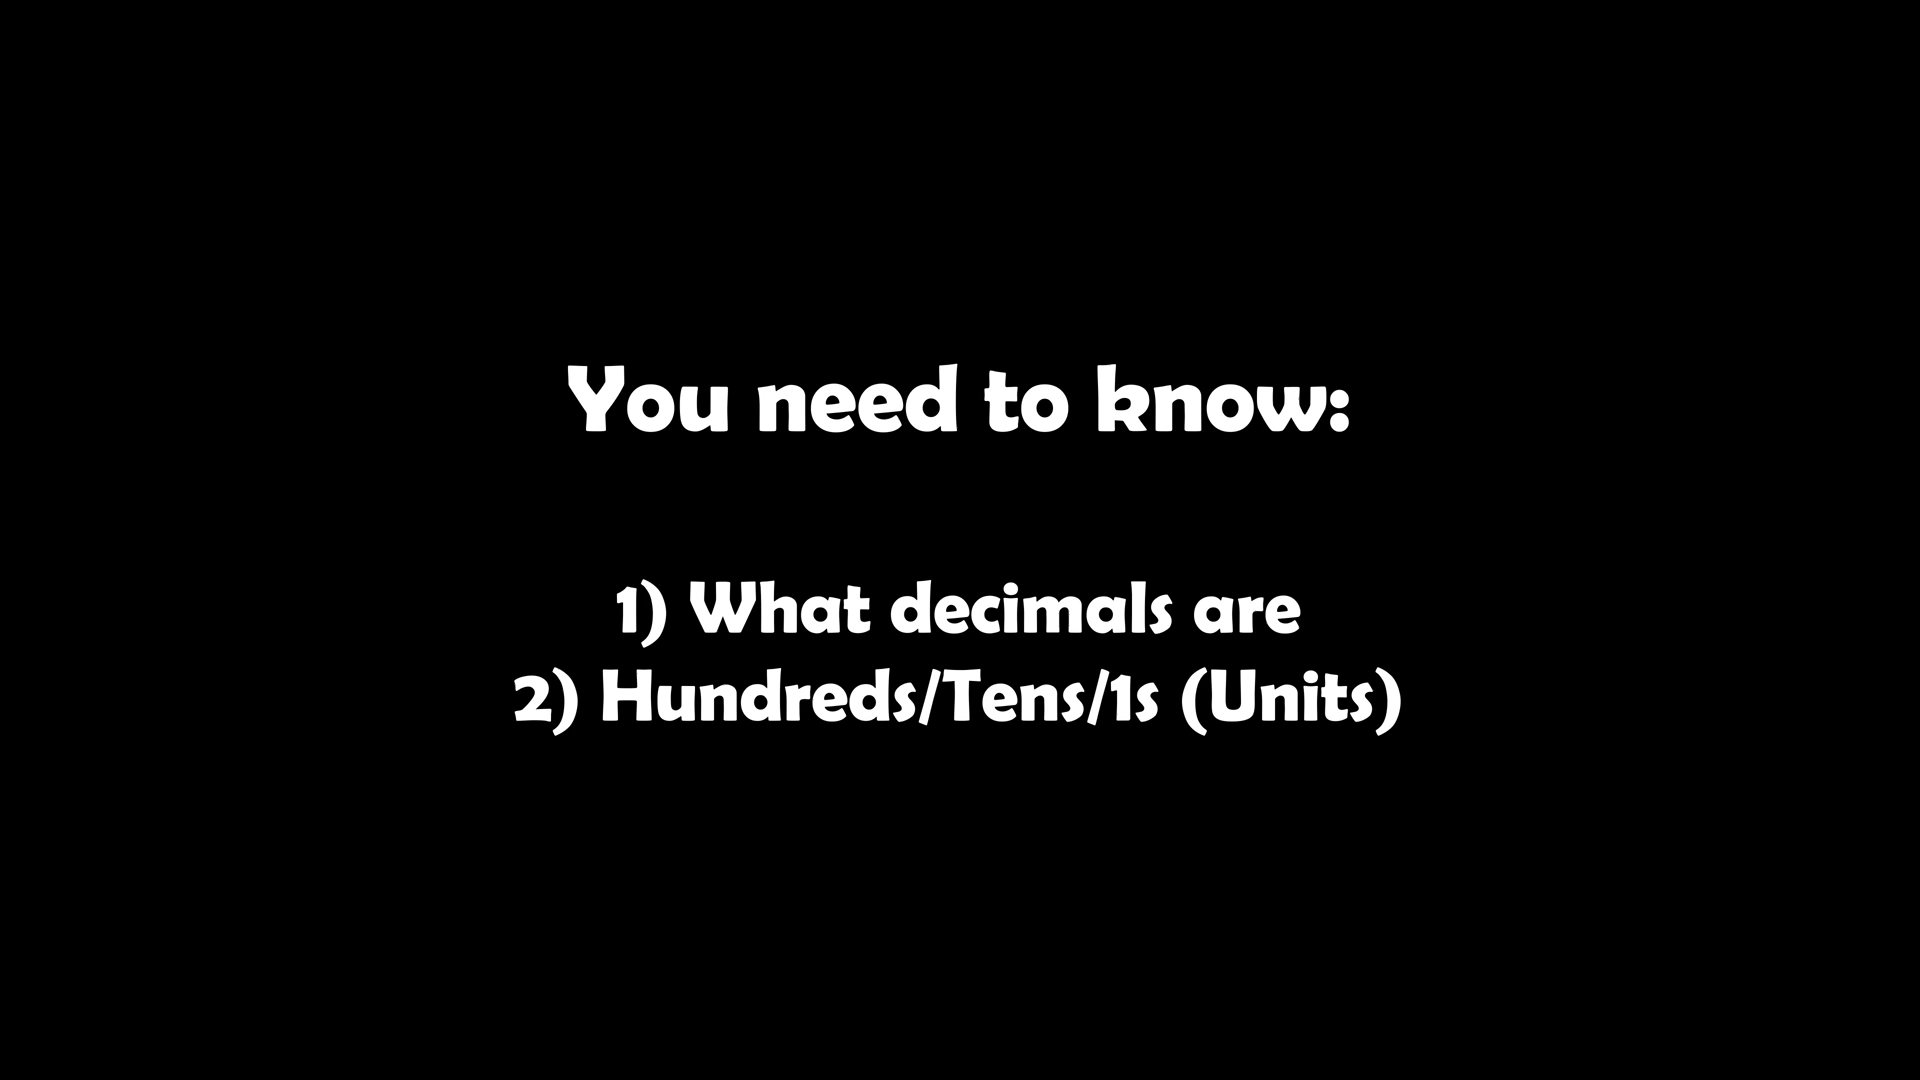 You need to know:
1) What decimals are
2) Hundreds/Tens/1s (Units)